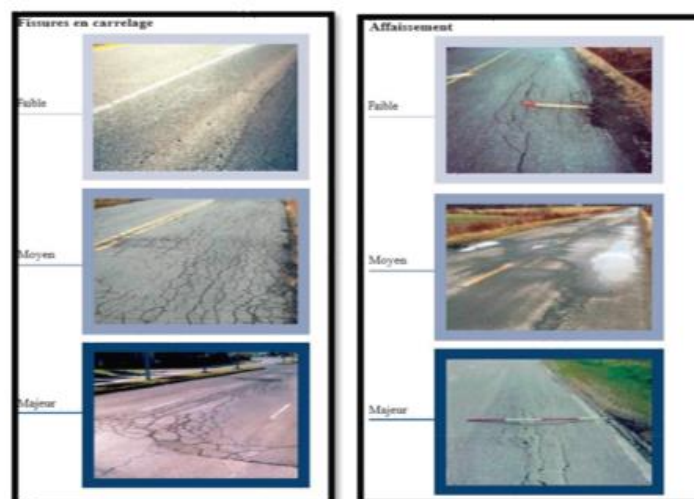 Fissures en carrelage
Faible
Moyen
Majeur
Affaissement
Faible
Moyen
Majeur